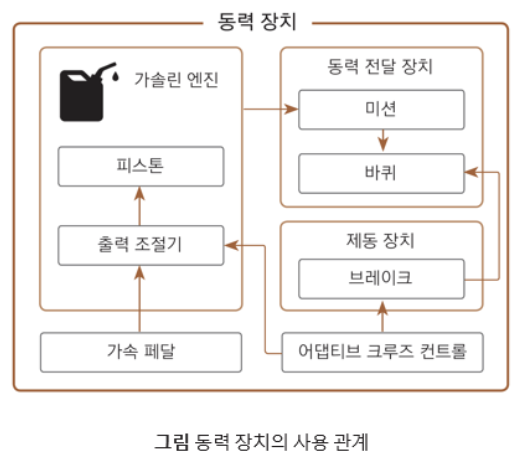 동력 장치
가솔린 엔진
피스톤
출력 조절기
가속 페달
동력 전달 장치
미션
바퀴
제동 장치
브레이크
어댑티브 크루즈 컨트롤
그림 동력 장치의 사용 관계